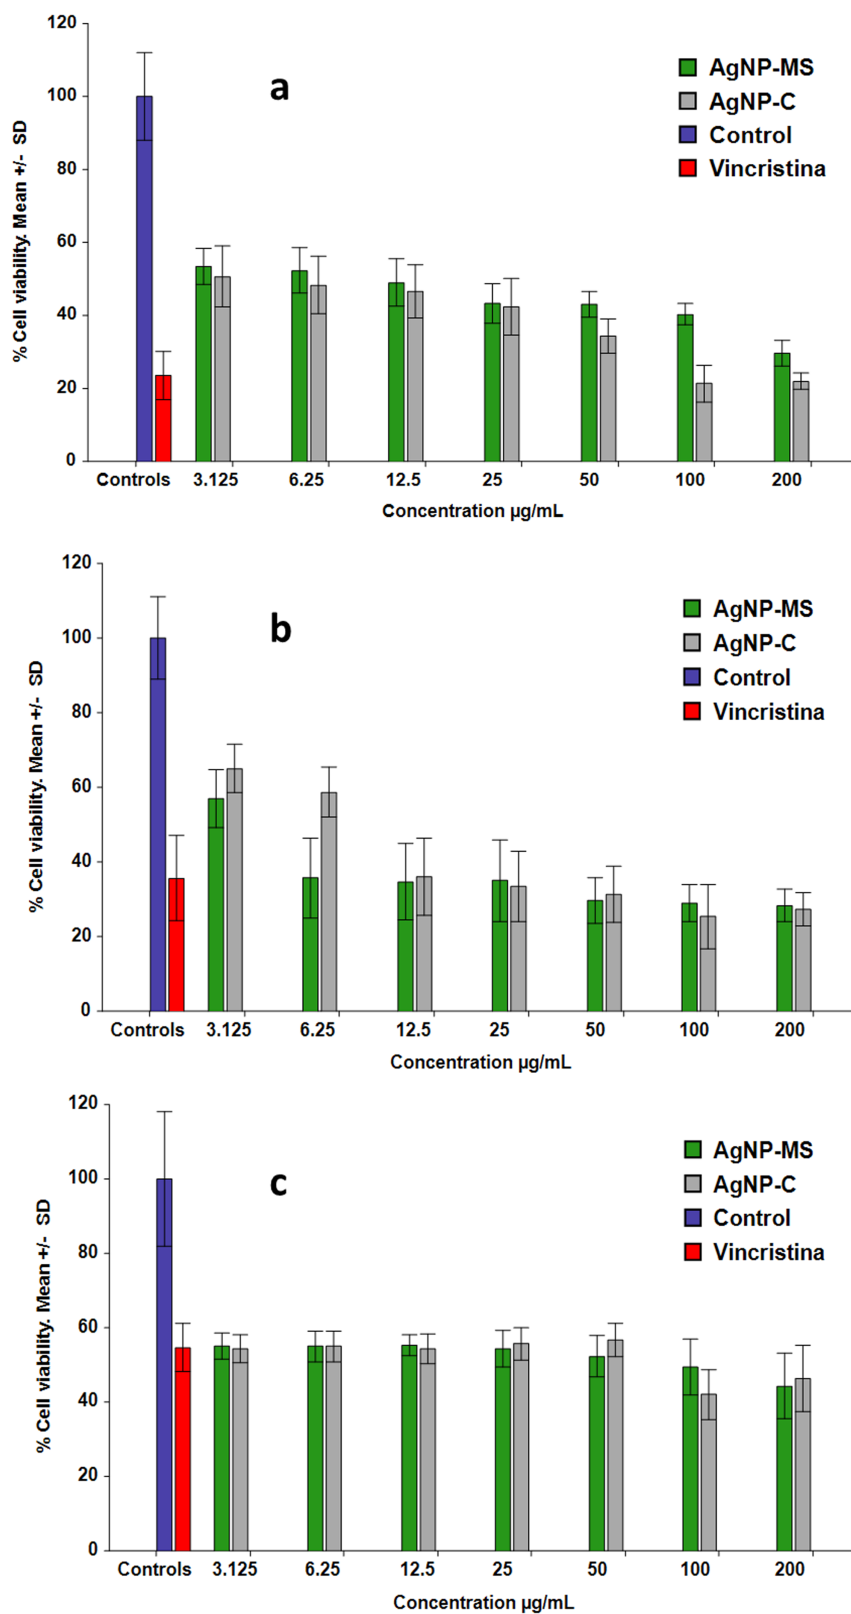 120
100
80
60
40
20
0
% Cell viability. Mean +/- SD
a
AgNP-MS
AgNP-C
Control
Vincristina
Controls 3.125 6.25 12.5 25 50 100 200
Concentration µg/mL
120
100
80
60
40
20
0
% Cell viability. Mean +/- SD
b
AgNP-MS
AgNP-C
Control
Vincristina
Controls 3.125 6.25 12.5 25 50 100 200
Concentration µg/mL
120
100
80
60
40
20
0
% Cell viability. Mean +/- SD
c
AgNP-MS
AgNP-C
Control
Vincristina
Controls 3.125 6.25 12.5 25 50 100 200
Concentration µg/mL